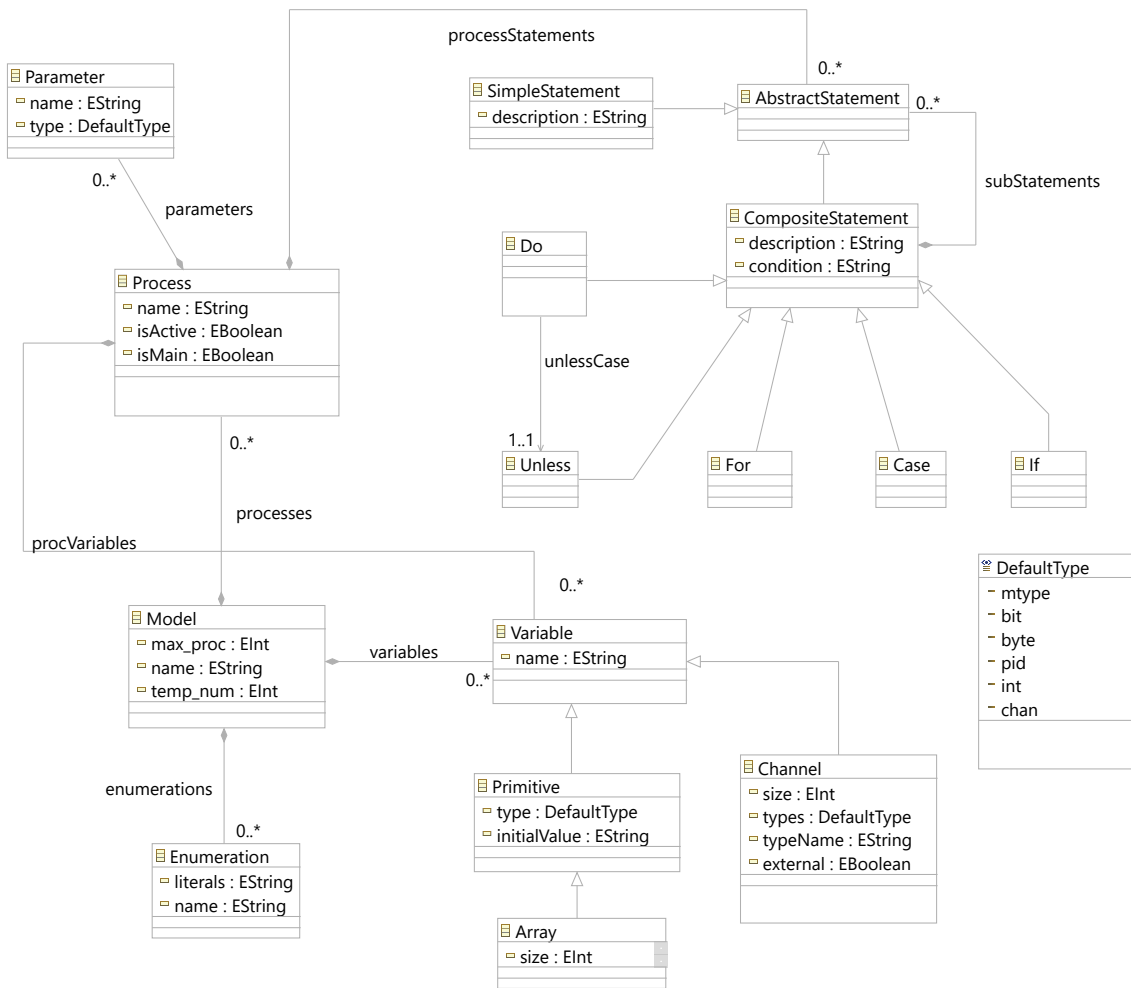 processStatements
0..*
Parameter
name : EString
type : DefaultType
0..*
parameters
SimpleStatement
description : EString
AbstractStatement
0..*
subStatements
CompositeStatement
description : EString
condition : EString
Do
unlessCase
1..1
Process
name : EString
isActive : EBoolean
isMain : EBoolean
0..*
processes
procVariables
Unless
For
Case
If
0..*
Model
max_proc : EInt
name : EString
temp_num : EInt
variables
0..*
Variable
name : EString
DefaultType
mtype
bit
byte
pid
int
chan
enumerations
0..*
Enumeration
literals : EString
name : EString
Primitive
type : DefaultType
initialValue : EString
Channel
size : EInt
types : DefaultType
typeName : EString
external : EBoolean
Array
size : EInt